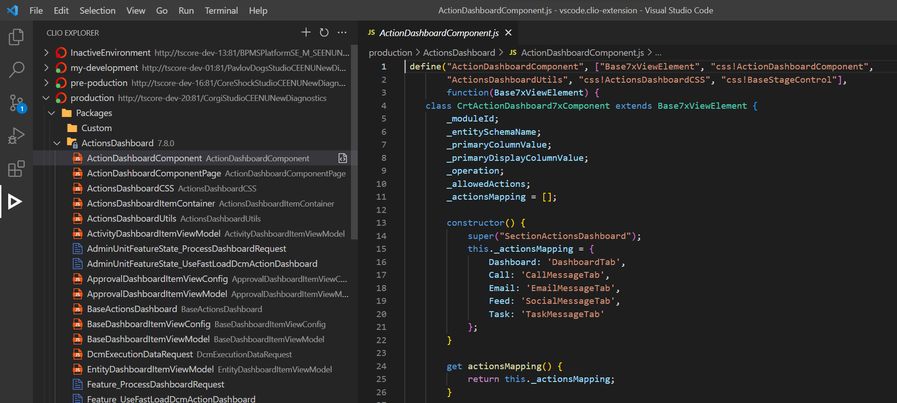 File Edit Selection View Go Run Terminal Help
ActionDashboardComponent.js - vscode.clio-extension - Visual Studio Code
CLIO EXPLORER
InactiveEnvironment http://tscore-dev-13:81/BPMSPlatformSE_M_SEENU...
my-development http://tscore-dev-01:81/PavlovDogsStudioCEENUNewDi...
pre-production http://tscore-dev-16:81/CoreShockStudioCEENUNewDiagn...
production http://tscore-dev-20:81/CorgiStudioCEENUNewDiagnostics
Packages
Custom
ActionsDashboard 7.8.0
ActionDashboardComponent ActionDashboardComponent
ActionDashboardComponentPage ActionDashboardComponentPage
ActionsDashboardCSS ActionsDashboardCSS
ActionsDashboardItemContainer ActionsDashboardItemContainer
ActionsDashboardUtils ActionsDashboardUtils
ActivityDashboardItemViewModel ActivityDashboardItemViewModel
AdminUnitFeatureState_ProcessDashboardRequest
AdminUnitFeatureState_UseFastLoadDcmActionDashboard
ApprovalDashboardItemViewConfig ApprovalDashboardItemViewC...
ApprovalDashboardItemViewModel ApprovalDashboardItemViewM...
BaseActionsDashboard BaseActionsDashboard
BaseDashboardItemViewConfig BaseDashboardItemViewConfig
BaseDashboardItemViewModel BaseDashboardItemViewModel
DcmExecutionDataRequest DcmExecutionDataRequest
EntityDashboardItemViewModel EntityDashboardItemViewModel
Feature_ProcessDashboardRequest
Feature_UseFastLoadDcmActionDashboard
1
JS ActionDashboardComponent.js
production > ActionsDashboard > JS ActionDashboardComponent.js > ...
1 define("ActionDashboardComponent", ["Base7xViewElement", "css!ActionDashboardComponent",
2 "ActionsDashboardUtils", "css!ActionsDashboardCSS", "css!BaseStageControl"],
3 function(Base7xViewElement) {
4 class CrtActionDashboard7xComponent extends Base7xViewElement {
5 _moduleId;
6 _entitySchemaName;
7 _primaryColumnValue;
8 _primaryDisplayColumnValue;
9 _operation;
10 _allowedActions;
11 _actionsMapping = [];
12
13 constructor() {
14 super("SectionActionsDashboard");
15 this._actionsMapping = {
16 Dashboard: 'DashboardTab',
17 Call: 'CallMessageTab',
18 Email: 'EmailMessageTab',
19 Feed: 'SocialMessageTab',
20 Task: 'TaskMessageTab'
21 };
22 }
23
24 get actionsMapping() {
25 return this._actionsMapping;
26 }